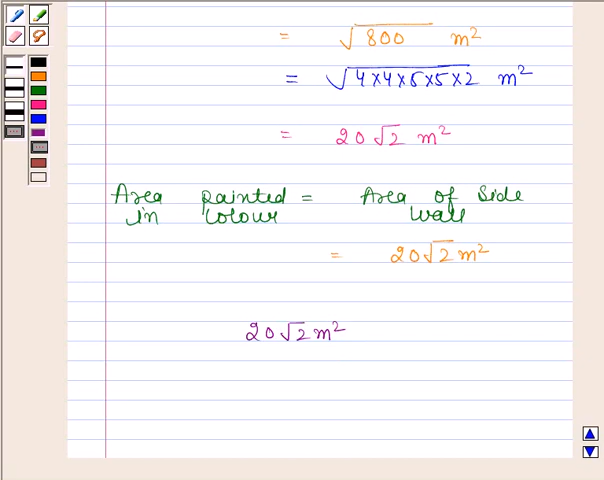 = √800 m²
= √4×4×5×5×2 m²
= 20√2 m²
Area painted = Area of Side
in colour wall
= 20√2 m²
20√2 m²